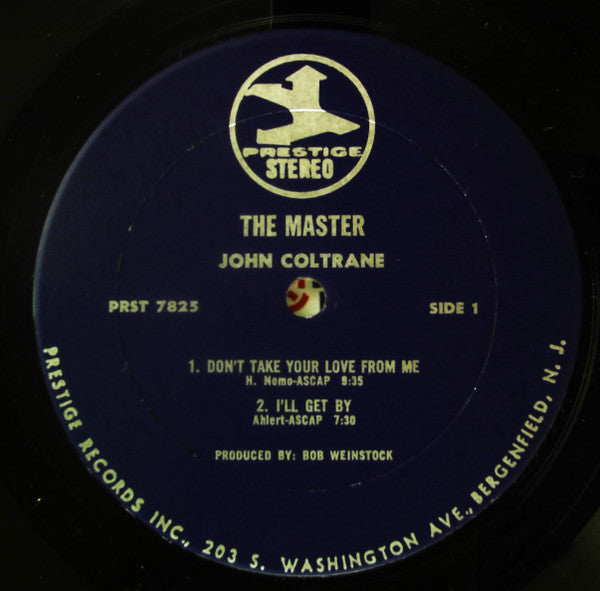 PRESTIGE
STEREO
THE MASTER
JOHN COLTRANE
PRST 7825
SIDE 1
1. DON'T TAKE YOUR LOVE FROM ME
H. Nemo-ASCAP 9:35
2. I'LL GET BY
Ahlert-ASCAP 7:30
PRODUCED BY: BOB WEINSTOCK
PRESTIGE RECORDS INC., 203 S. WASHINGTON AVE., BERGENFIELD, N. J.